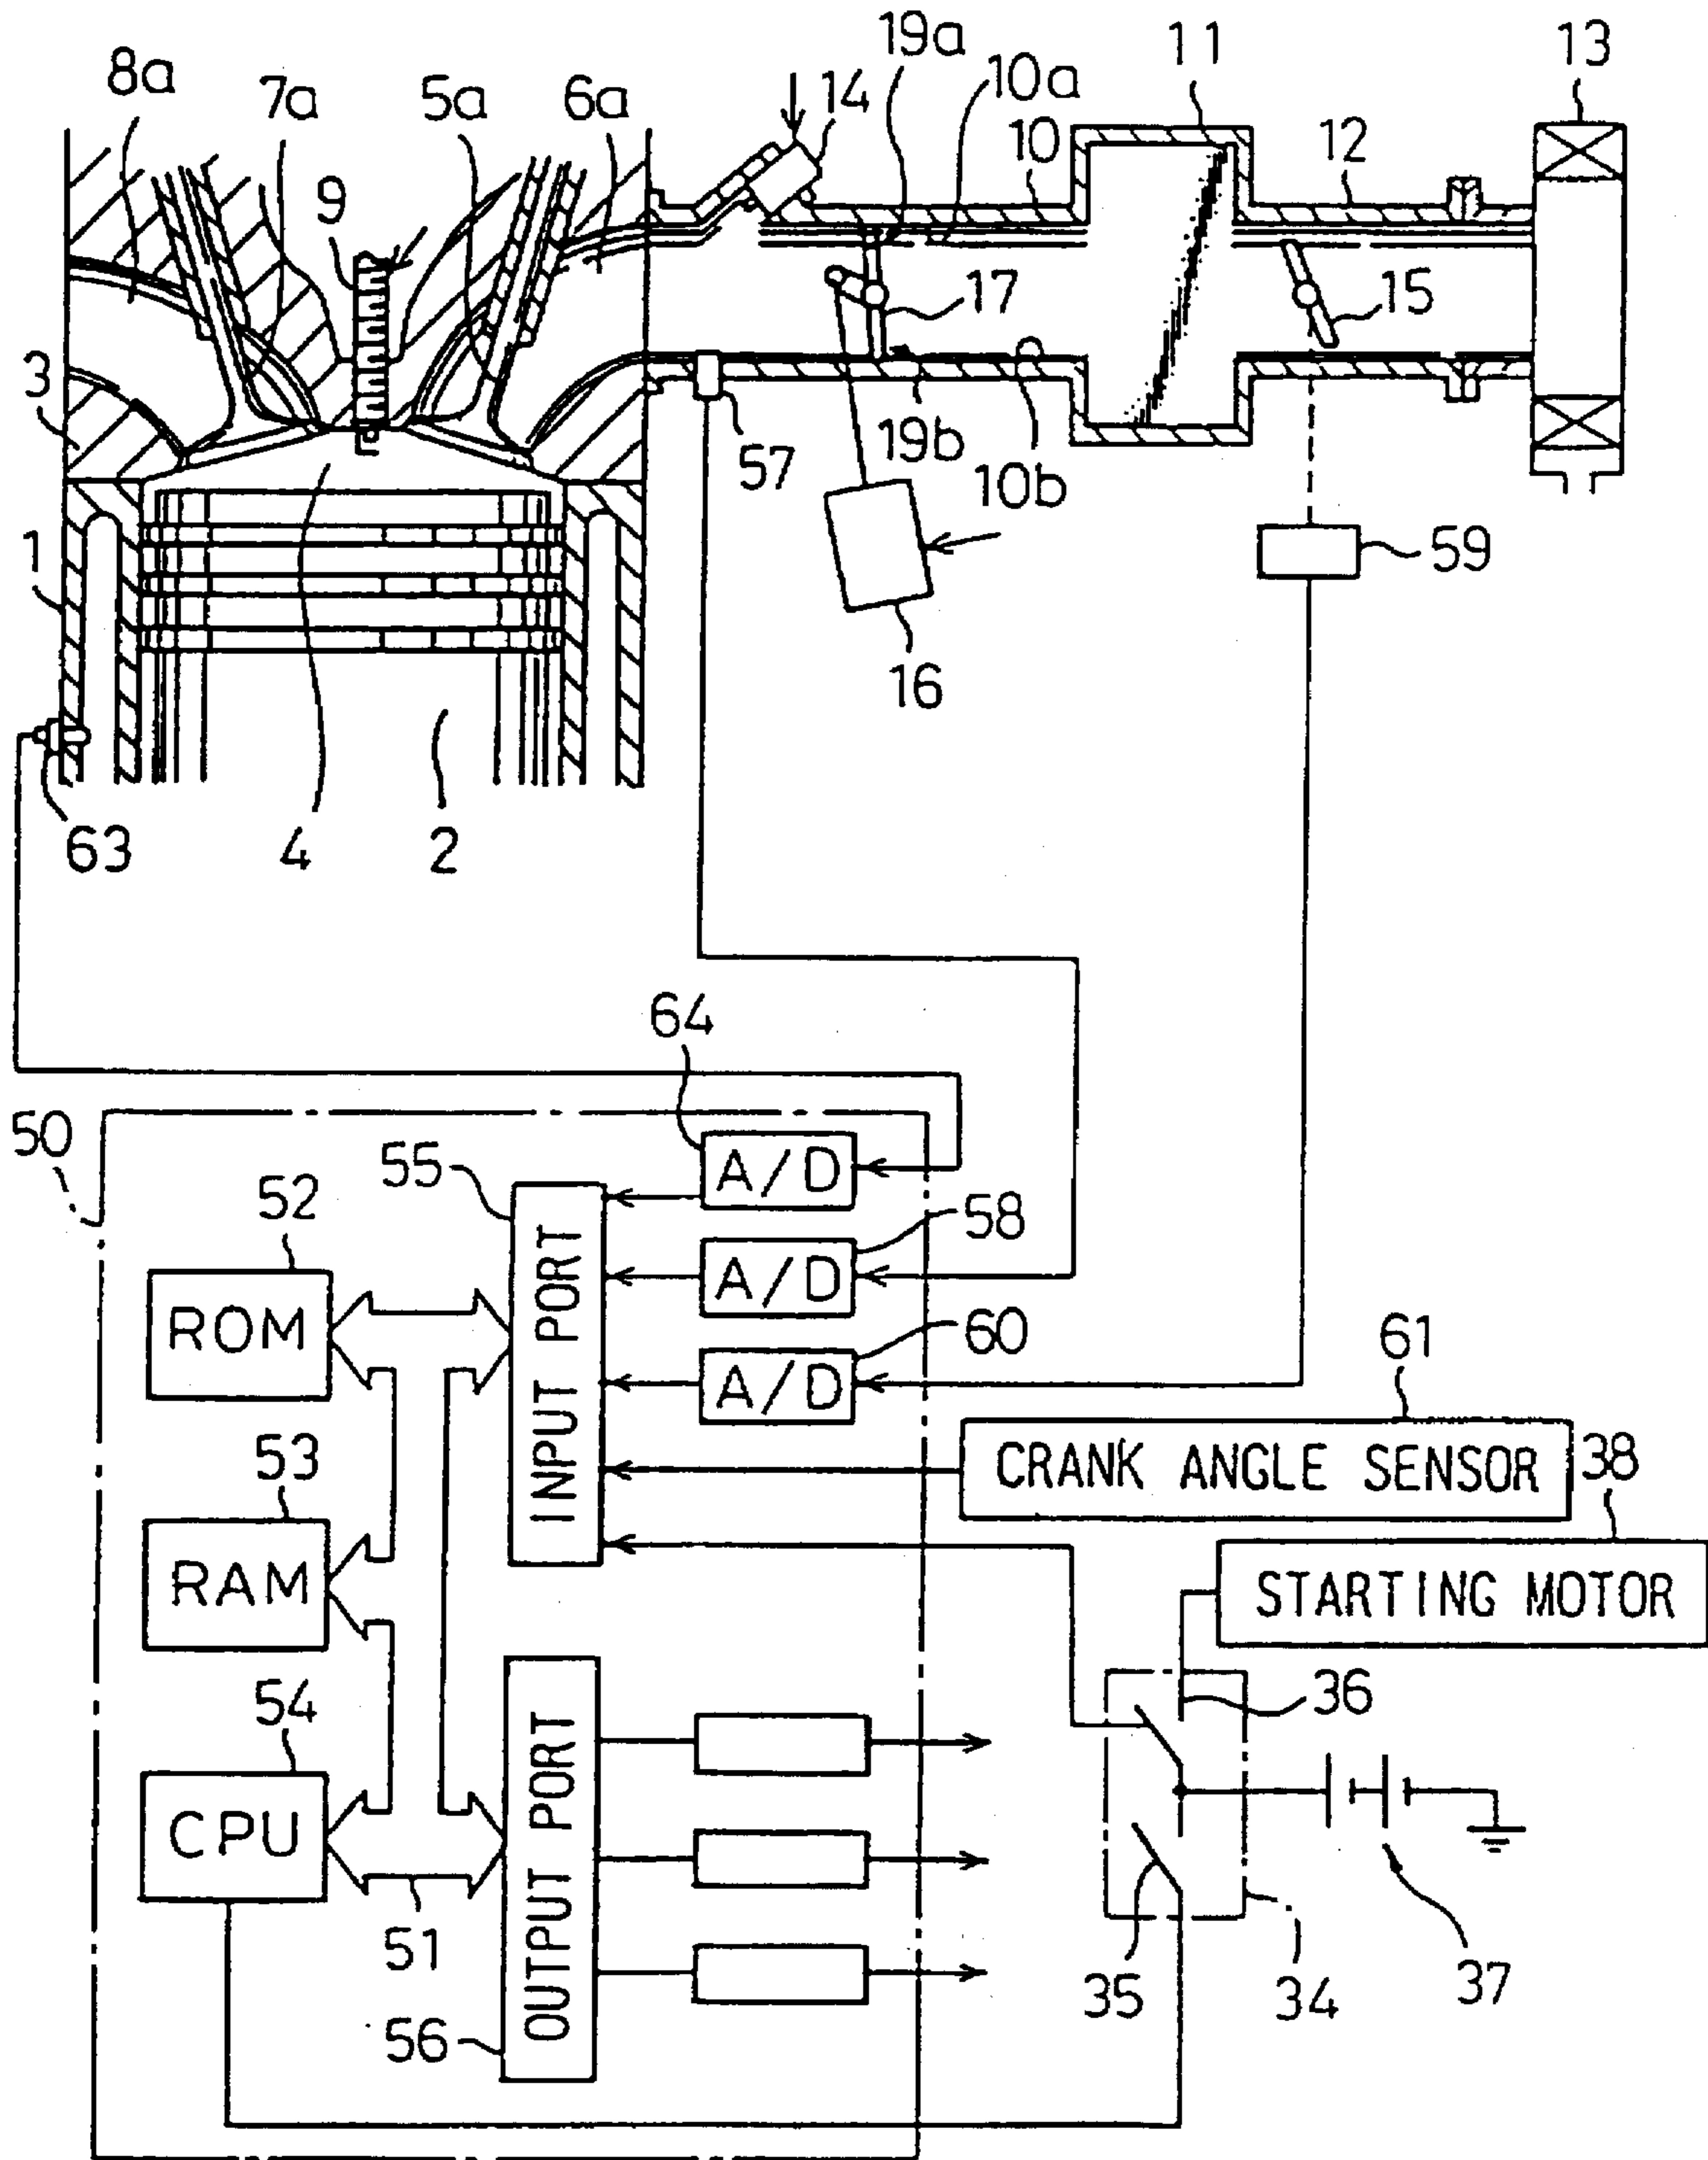 19a
11
13
8a
7a
5a
6a
14
10a
10
12
9
17
15
3
57
19b
10b
1
59
16
63
4
2
64
50
55
A/D
52
58
ROM
INPUT PORT
A/D
60
61
A/D
53
CRANK ANGLE SENSOR
38
RAM
STARTING MOTOR
54
36
CPU
OUTPUT PORT
51
35
34
37
56